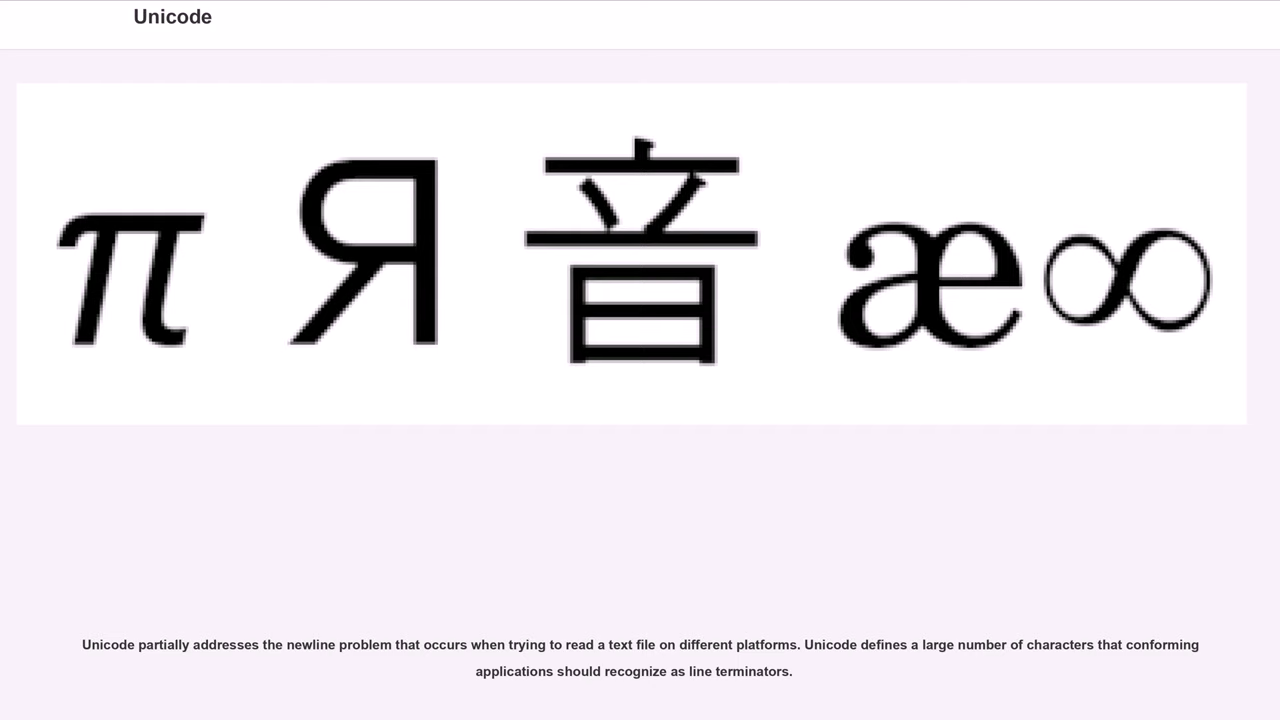 Unicode
π Я 音 æ∞
Unicode partially addresses the newline problem that occurs when trying to read a text file on different platforms. Unicode defines a large number of characters that conforming
applications should recognize as line terminators.